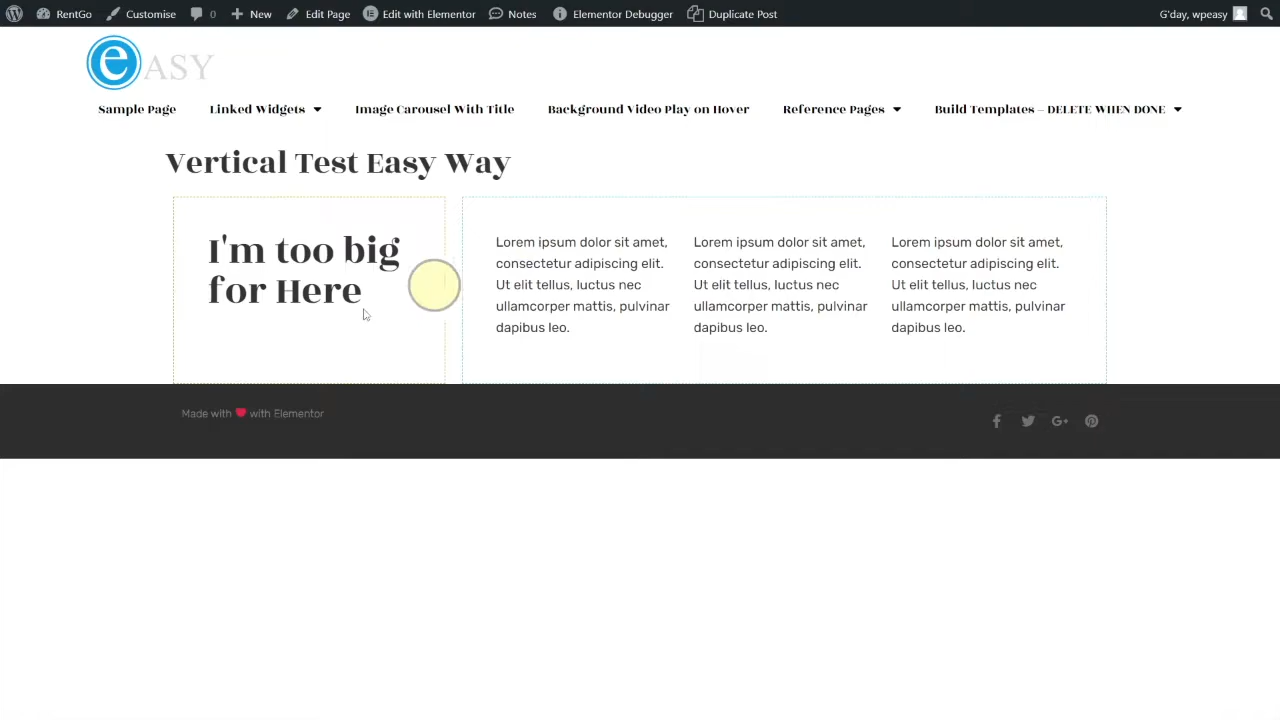 RentGo Customise 0 New Edit Page Edit with Elementor Notes Elementor Debugger Duplicate Post G'day, wpeasy
eASY
Sample Page Linked Widgets Image Carousel With Title Background Video Play on Hover Reference Pages Build Templates – DELETE WHEN DONE
Vertical Test Easy Way
I'm too big
for Here
Lorem ipsum dolor sit amet,
consectetur adipiscing elit.
Ut elit tellus, luctus nec
ullamcorper mattis, pulvinar
dapibus leo.
Lorem ipsum dolor sit amet,
consectetur adipiscing elit.
Ut elit tellus, luctus nec
ullamcorper mattis, pulvinar
dapibus leo.
Lorem ipsum dolor sit amet,
consectetur adipiscing elit.
Ut elit tellus, luctus nec
ullamcorper mattis, pulvinar
dapibus leo.
Made with ❤ with Elementor